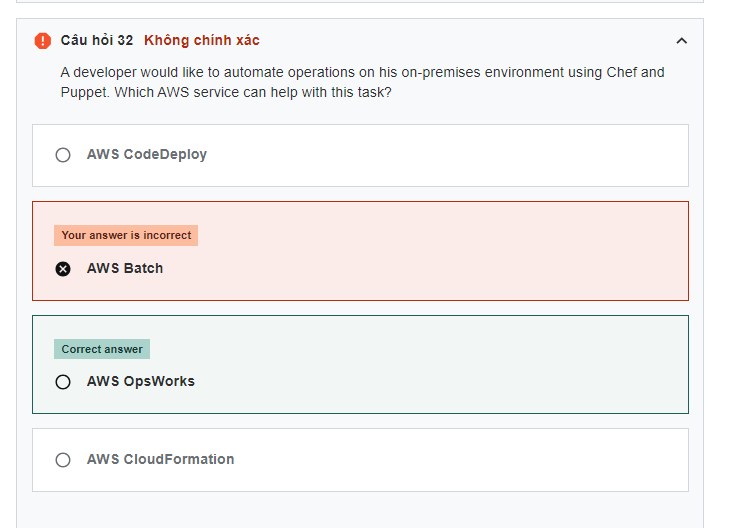 Câu hỏi 32 Không chính xác
A developer would like to automate operations on his on-premises environment using Chef and
Puppet. Which AWS service can help with this task?
AWS CodeDeploy
Your answer is incorrect
AWS Batch
Correct answer
AWS OpsWorks
AWS CloudFormation